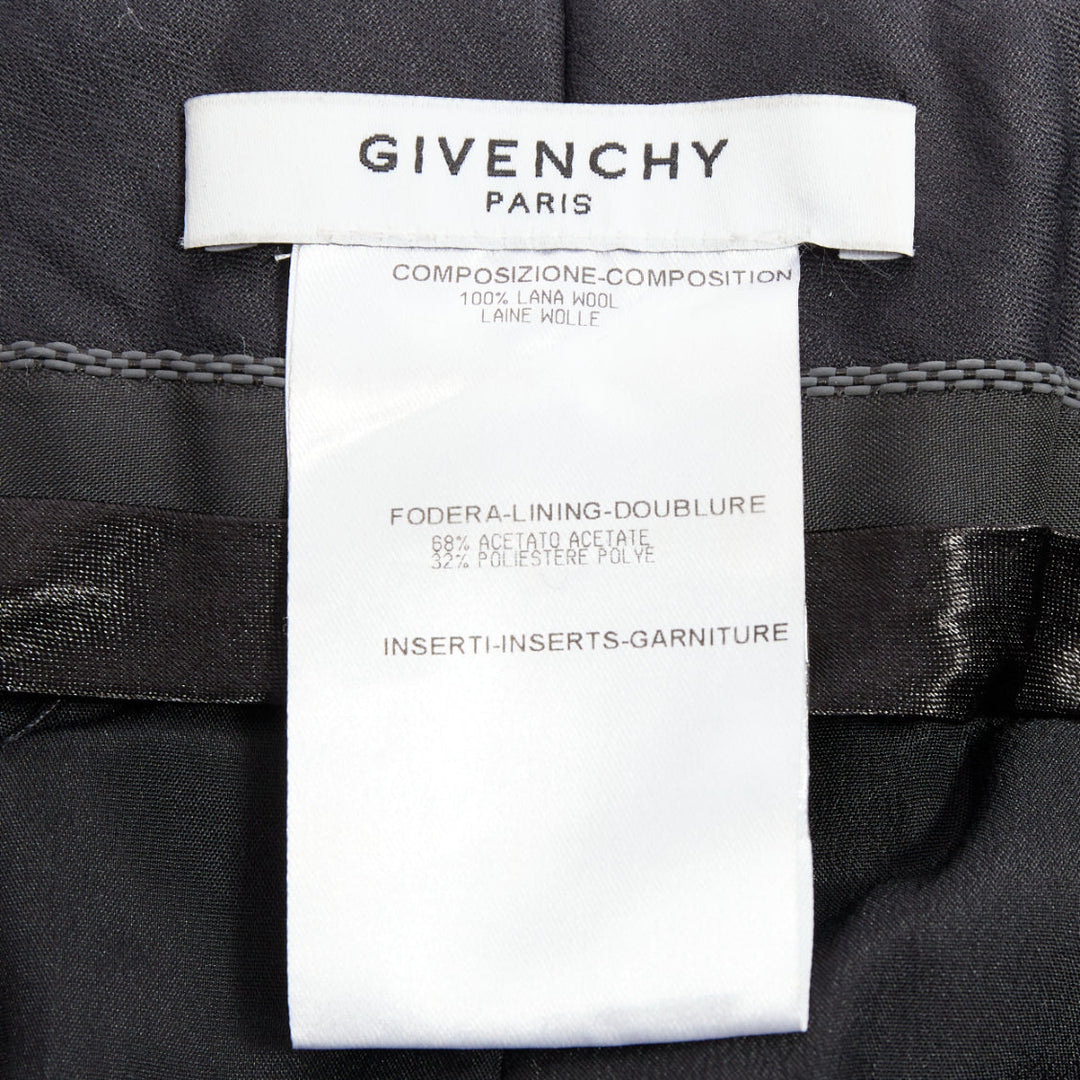 GIVENCHY
PARIS
COMPOSIZIONE-COMPOSITION
100% LANA WOOL
LAINE WOLLE
FODERA-LINING-DOUBLURE
68% ACETATO ACETATE
32% POLIESTERE POLYE
INSERTI-INSERTS-GARNITURE